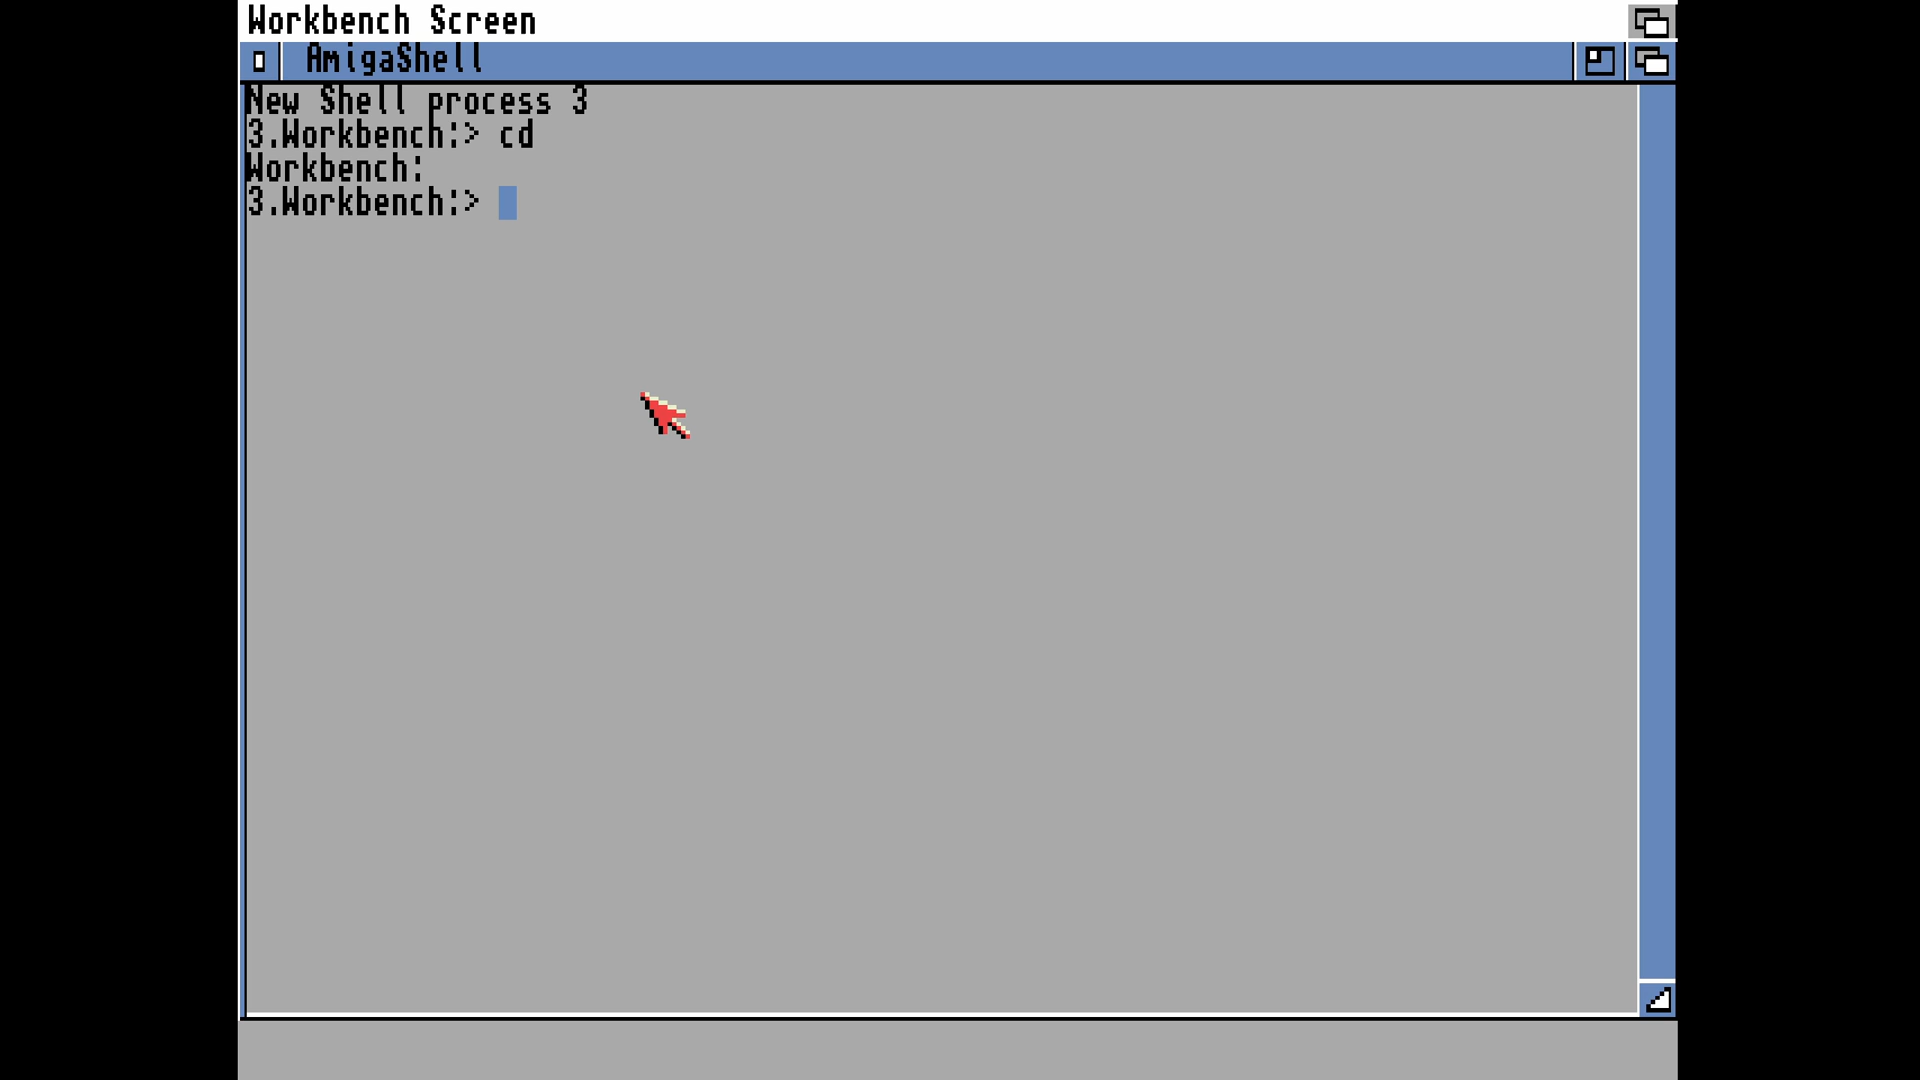 Workbench Screen
AmigaShell
New Shell process 3
3.Workbench:> cd
Workbench:
3.Workbench:>